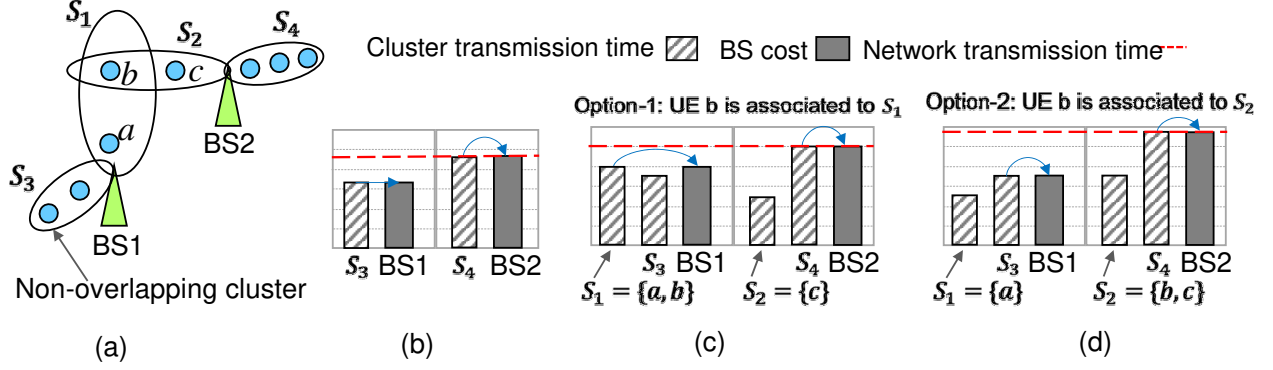 Cluster transmission time BS cost Network transmission time
S₁
S₂
S₄
b
c
a
BS2
S₃
BS1
Non-overlapping cluster
(a)
S₃ BS1 S₄ BS2
(b)
Option-1: UE b is associated to S₁
S₃ BS1 S₄ BS2
S₁ = {a, b} S₂ = {c}
(c)
Option-2: UE b is associated to S₂
S₃ BS1 S₄ BS2
S₁ = {a} S₂ = {b, c}
(d)